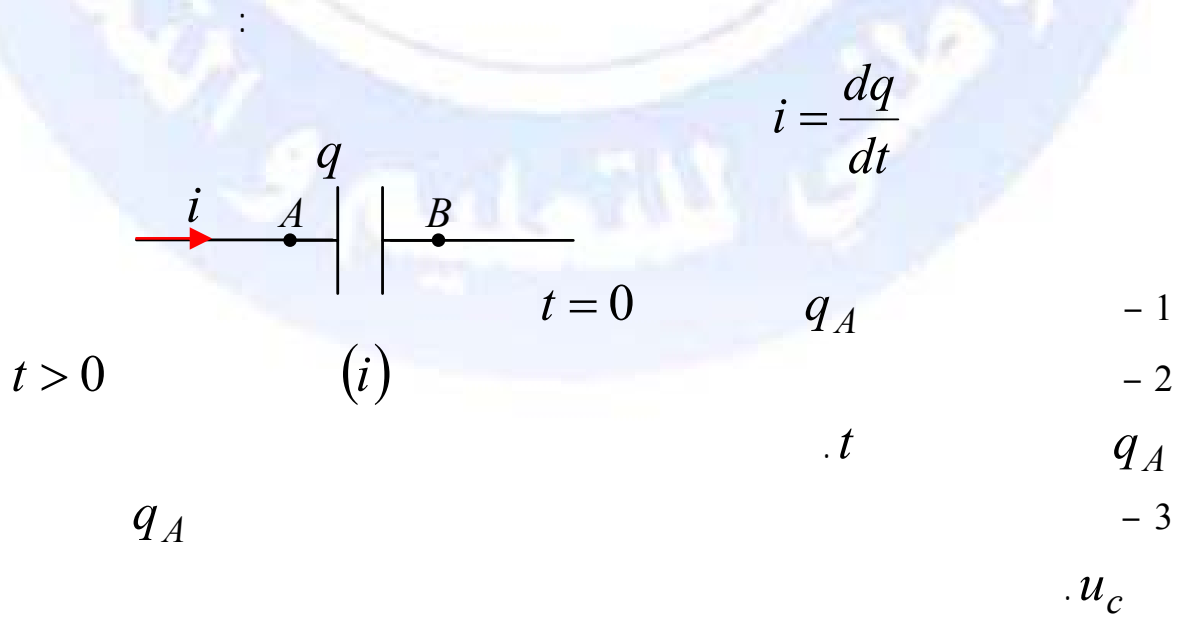 :
i = dq/dt
q
i A B
- 1 q_A t = 0
- 2 (i) t > 0
q_A t.
- 3 q_A
u_c.